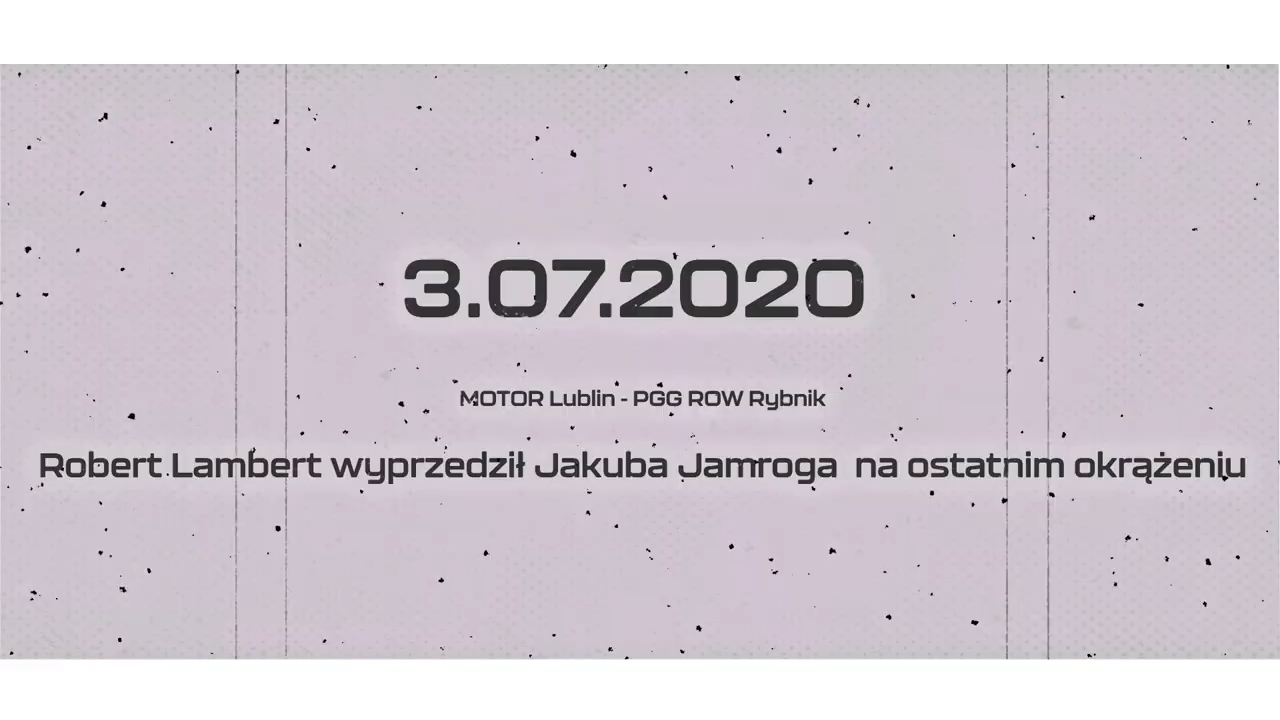 3.07.2020
MOTOR Lublin - PGG ROW Rybnik
Robert Lambert wyprzedził Jakuba Jamroga na ostatnim okrążeniu